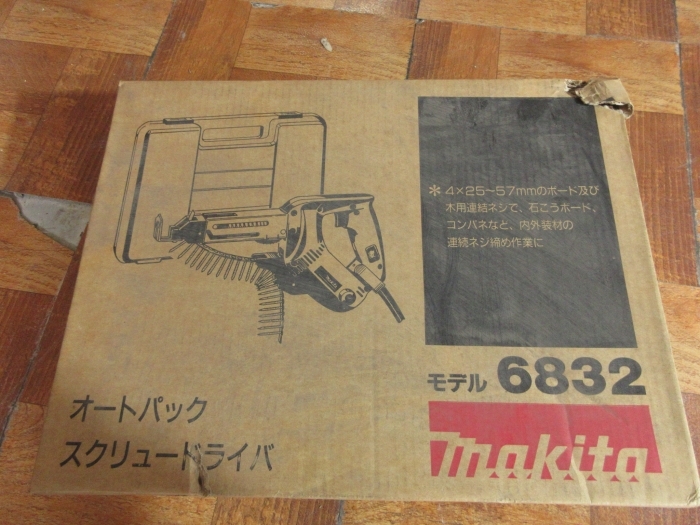 ＊4×25～57mmのボード及び
木用連結ネジで、石こうボード、
コンパネなど、内外装材の
連続ネジ締め作業に
モデル 6832
オートパック
スクリュードライバ
makita